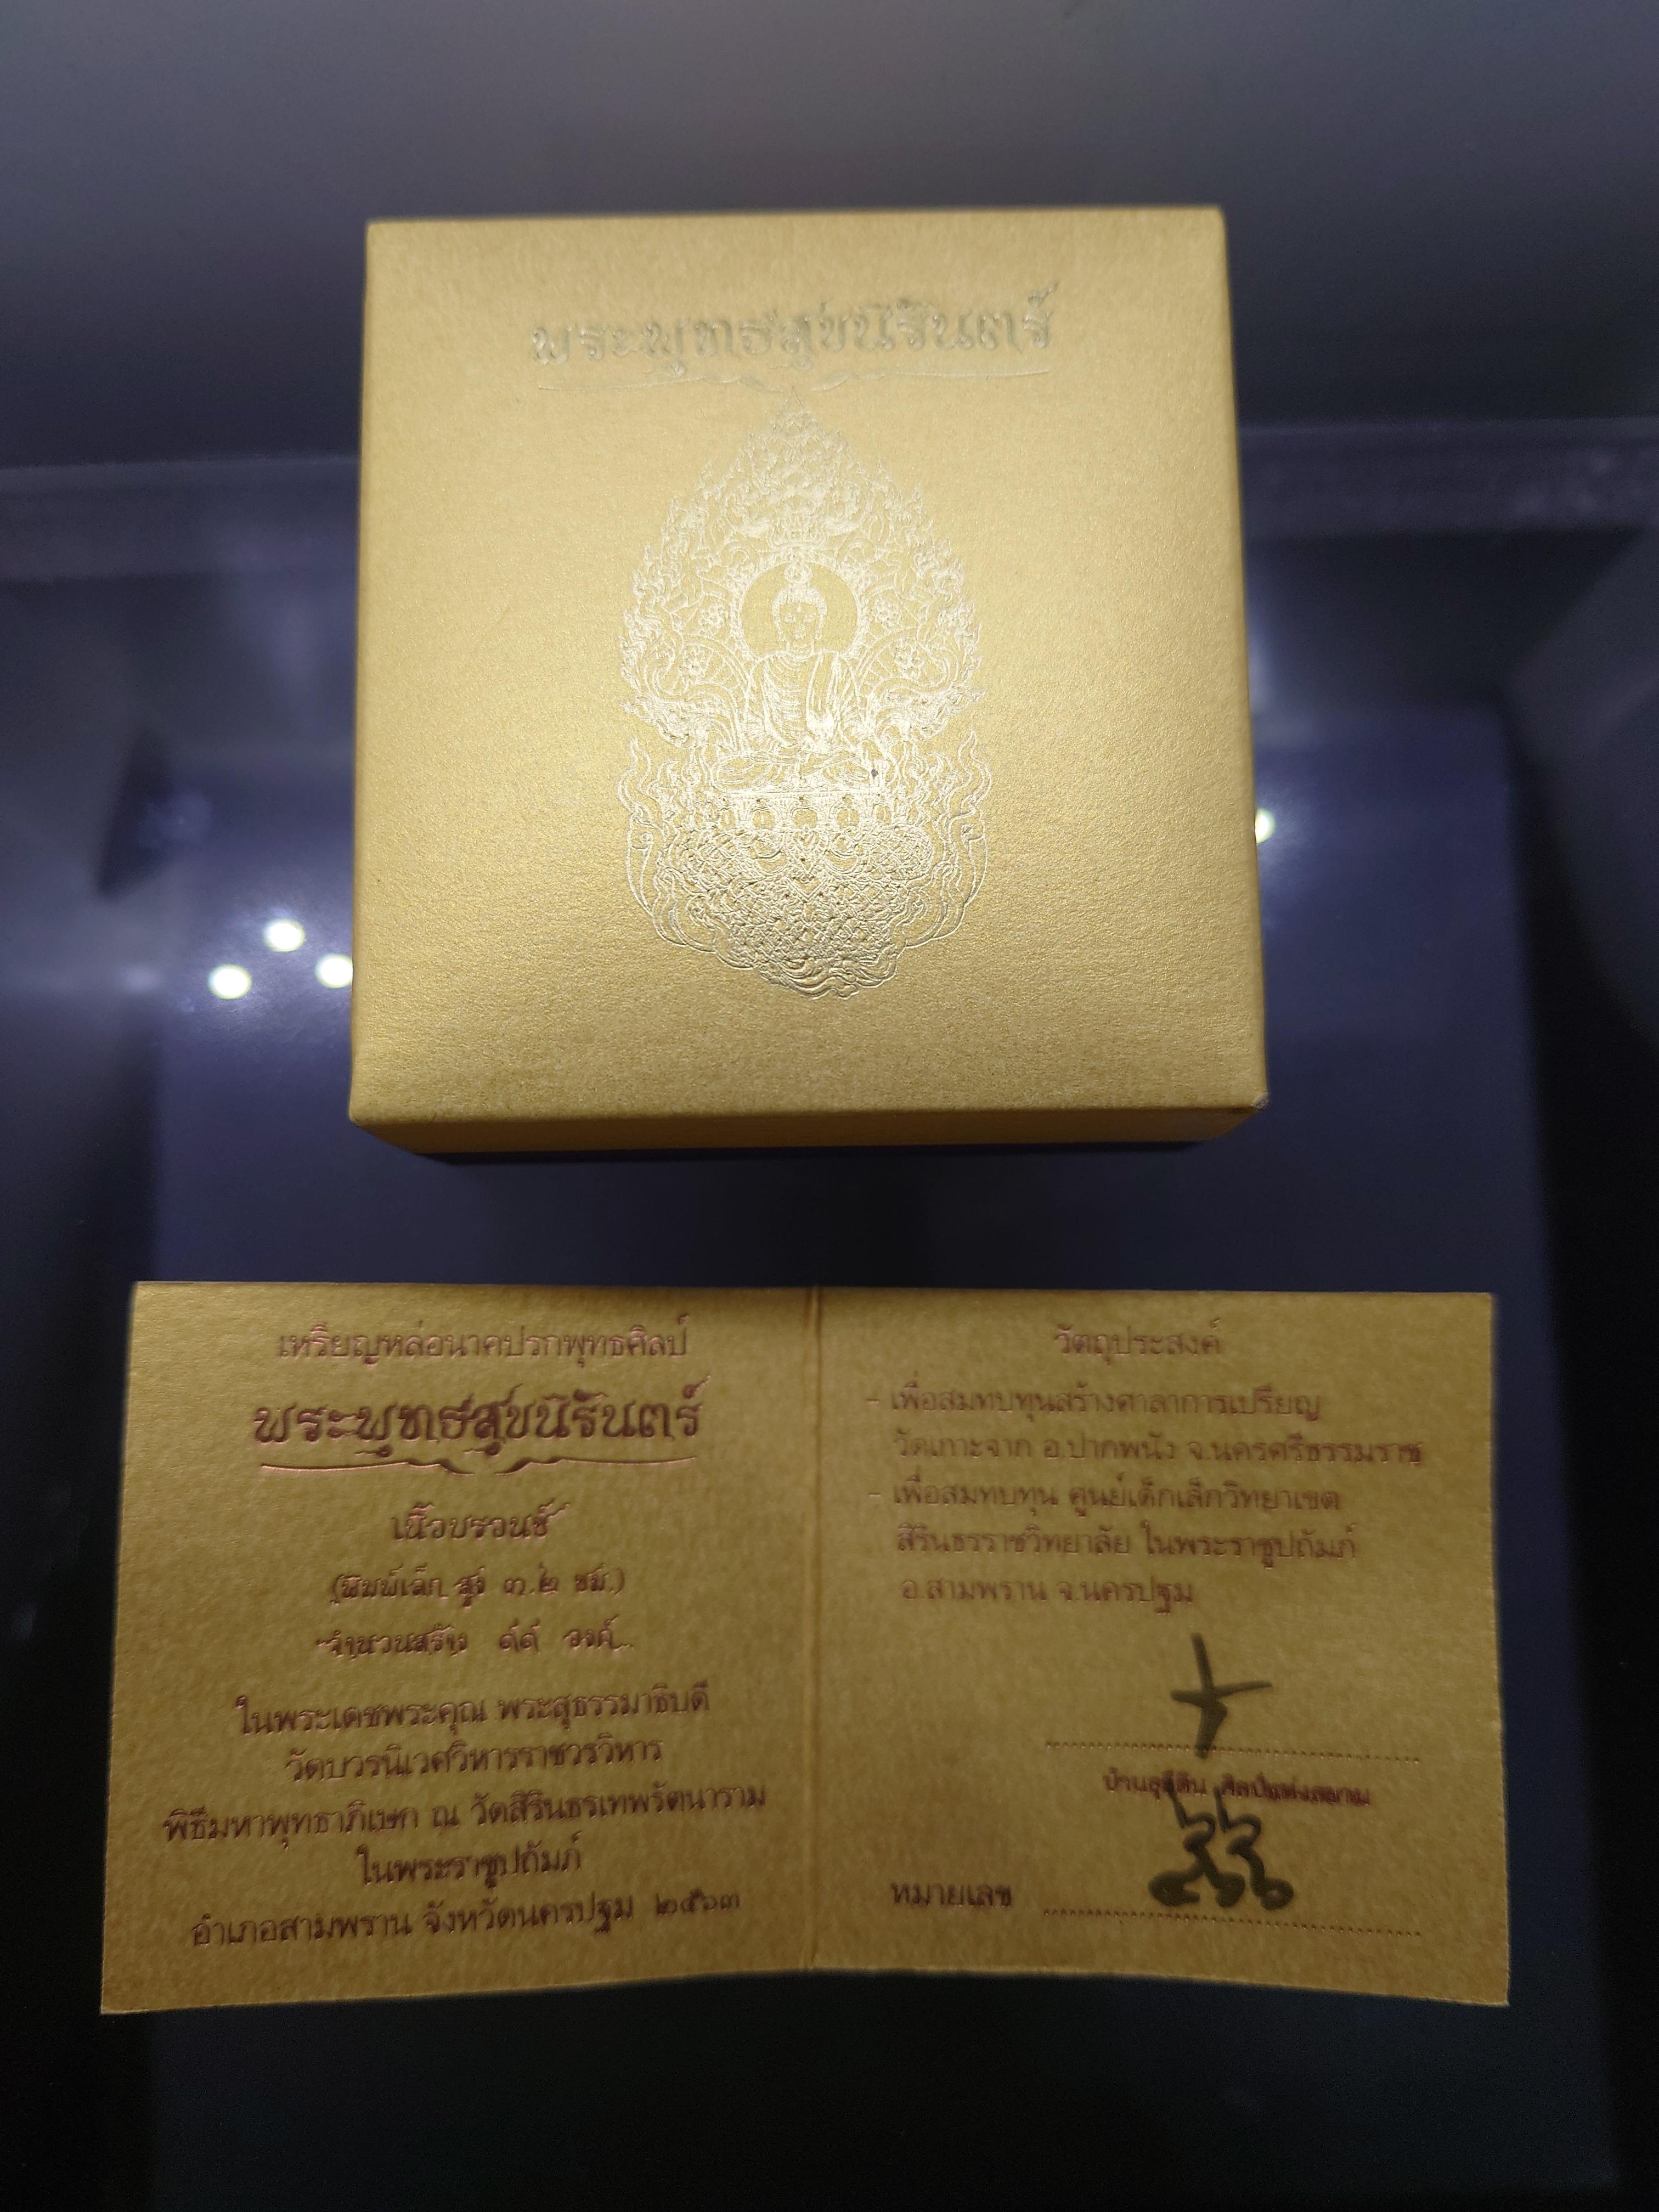 พระพุทธสุขนิรันตร์
เหรียญหล่อนาคปรกพุทธศิลป์
พระพุทธสุขนิรันตร์
เนื้อบรอนซ์
(พิมพ์เล็ก สูง ๓.๒ ซม.)
จำนวนสร้าง ๙๙ องค์
ในพระเดชพระคุณ พระสุธรรมาธิบดี
วัดบวรนิเวศวิหารราชวรวิหาร
พิธีมหาพุทธาภิเษก ณ วัดสิรินธรเทพรัตนาราม
ในพระราชูปถัมภ์
อำเภอสามพราน จังหวัดนครปฐม ๒๕๖๓
วัตถุประสงค์
- เพื่อสมทบทุนสร้างศาลาการเปรียญ
วัดเกาะจาก อ.ปากพนัง จ.นครศรีธรรมราช
- เพื่อสมทบทุน ศูนย์เด็กเล็กวิทยาเขต
สิรินธรราชวิทยาลัย ในพระราชูปถัมภ์
อ.สามพราน จ.นครปฐม
ศิลป์แห่งสยาม
หมายเลข